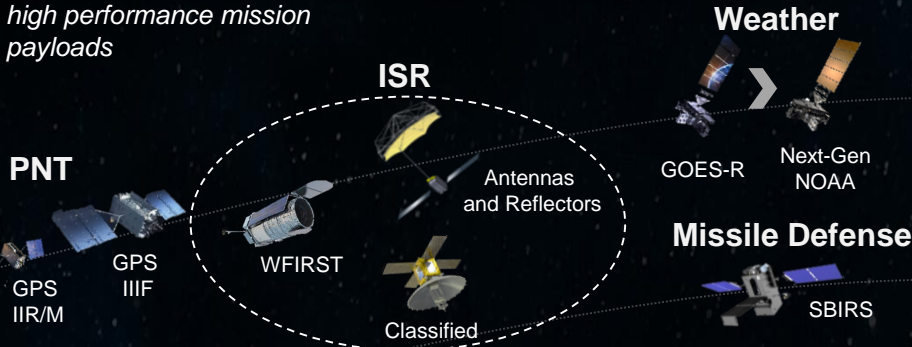 high performance mission
payloads
Weather
ISR
GOES-R
Next-Gen
NOAA
PNT
Antennas
and Reflectors
GPS
IIR/M
GPS
IIIF
WFIRST
Classified
Missile Defense
SBIRS